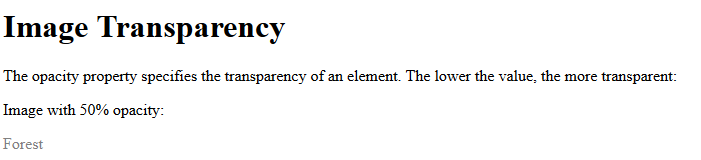 Image Transparency
The opacity property specifies the transparency of an element. The lower the value, the more transparent:
Image with 50% opacity:
Forest